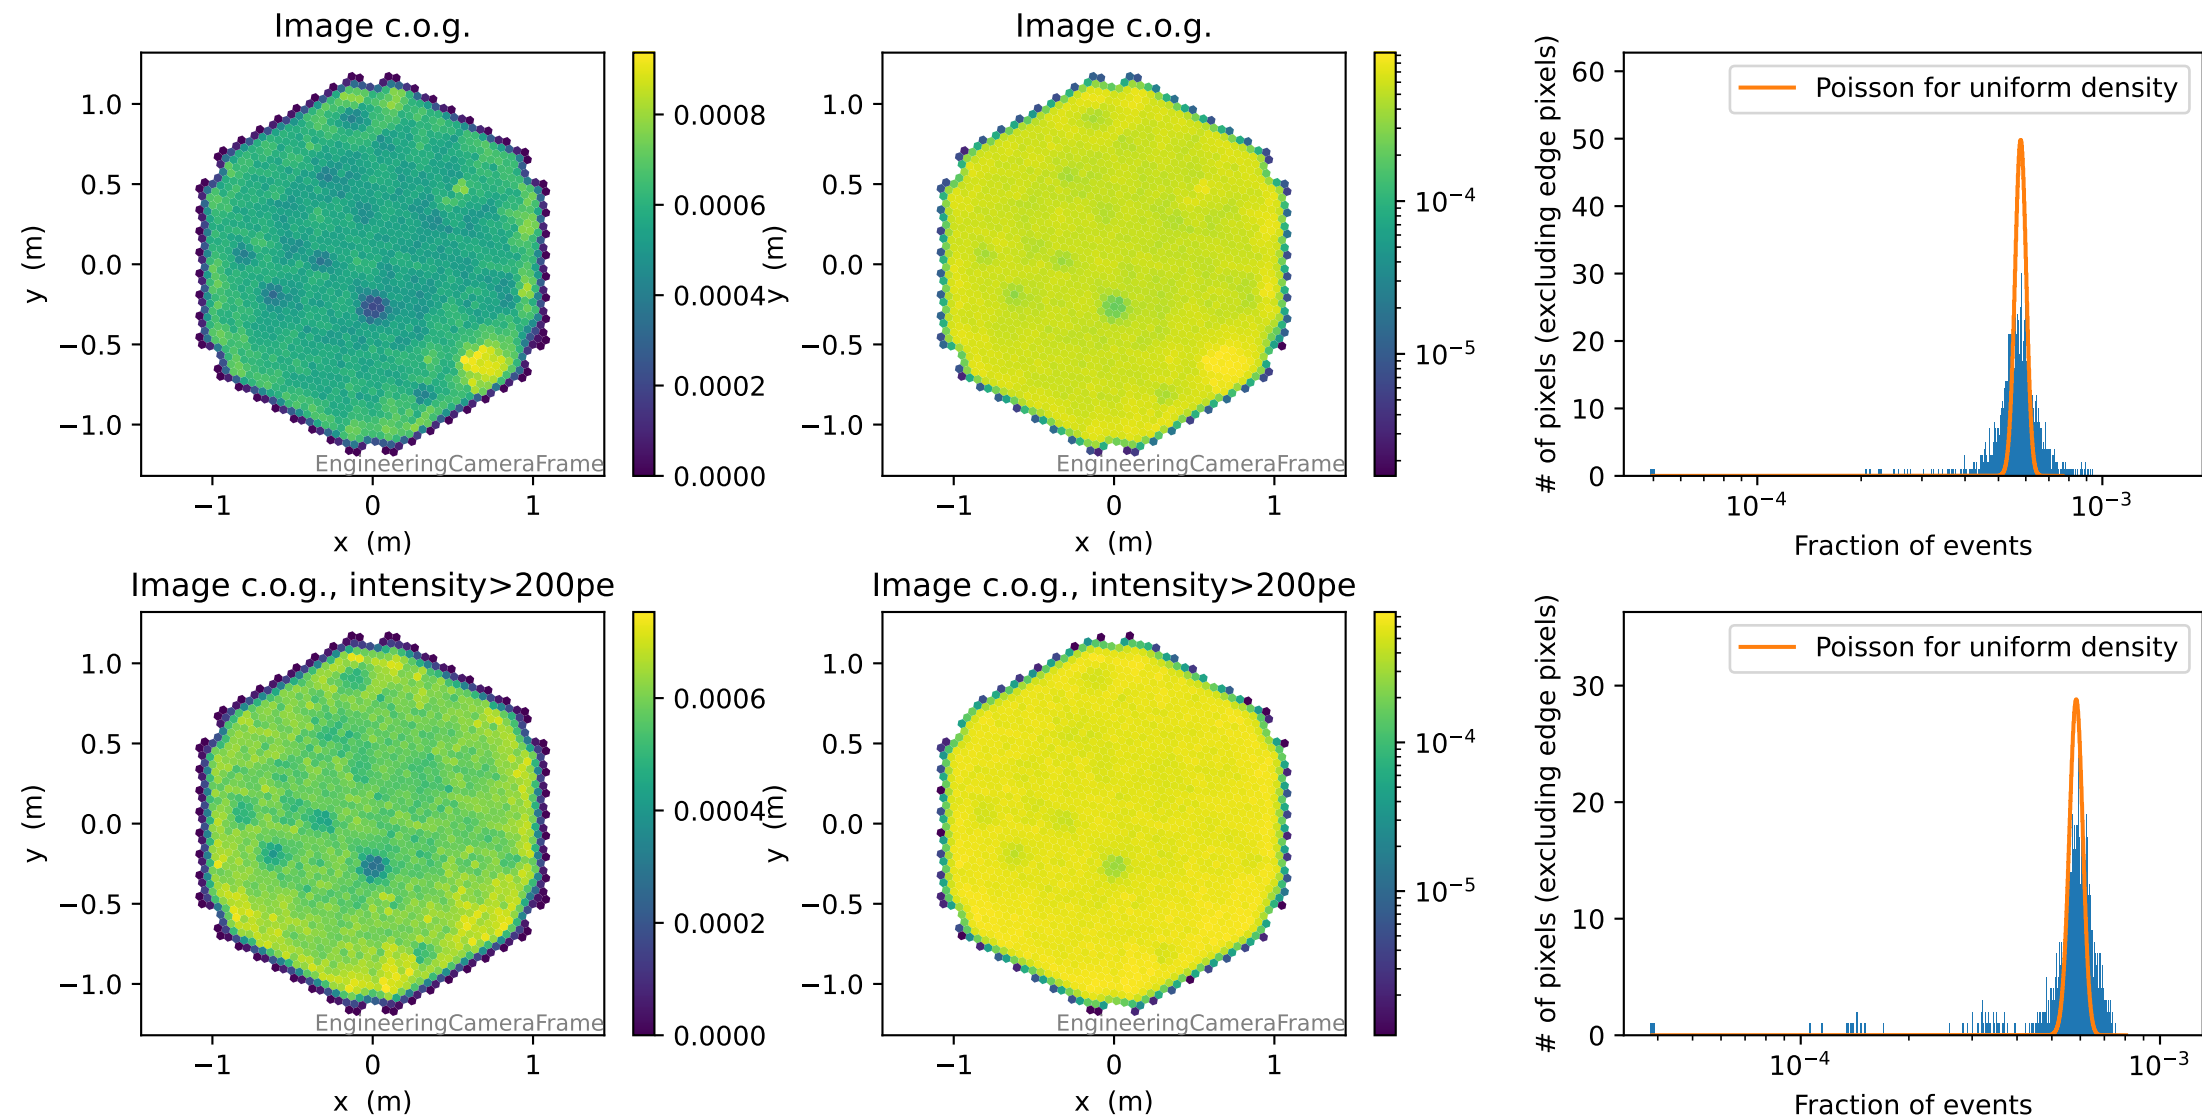 Image c.o.g.
1.0
0.5
0.0
−0.5
−1.0
y (m)
−1
0
1
x (m)
EngineeringCameraFrame
0.0008
0.0006
0.0004
0.0002
0.0000
Image c.o.g.
1.0
0.5
0.0
−0.5
−1.0
y (m)
−1
0
1
x (m)
EngineeringCameraFrame
10⁻⁴
10⁻⁵
Poisson for uniform density
60
50
40
30
20
10
0
# of pixels (excluding edge pixels)
10⁻⁴
10⁻³
Fraction of events
Image c.o.g., intensity>200pe
1.0
0.5
0.0
−0.5
−1.0
y (m)
−1
0
1
x (m)
EngineeringCameraFrame
0.0006
0.0004
0.0002
0.0000
Image c.o.g., intensity>200pe
1.0
0.5
0.0
−0.5
−1.0
y (m)
−1
0
1
x (m)
EngineeringCameraFrame
10⁻⁴
10⁻⁵
Poisson for uniform density
30
20
10
0
# of pixels (excluding edge pixels)
10⁻⁴
10⁻³
Fraction of events